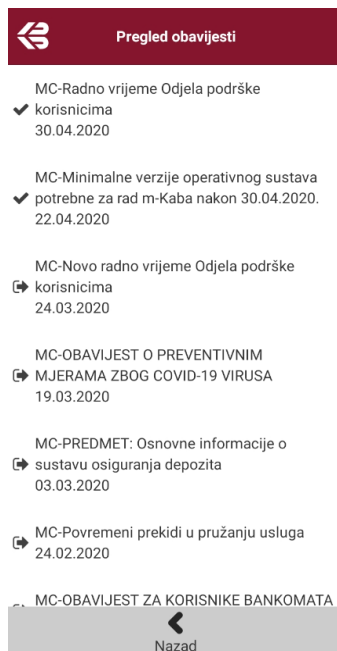 Pregled obavijesti
MC-Radno vrijeme Odjela podrške
korisnicima
30.04.2020
MC-Minimalne verzije operativnog sustava
potrebne za rad m-Kaba nakon 30.04.2020.
22.04.2020
MC-Novo radno vrijeme Odjela podrške
korisnicima
24.03.2020
MC-OBAVIJEST O PREVENTIVNIM
MJERAMA ZBOG COVID-19 VIRUSA
19.03.2020
MC-PREDMET: Osnovne informacije o
sustavu osiguranja depozita
03.03.2020
MC-Povremeni prekidi u pružanju usluga
24.02.2020
MC-OBAVIJEST ZA KORISNIKE BANKOMATA
Nazad